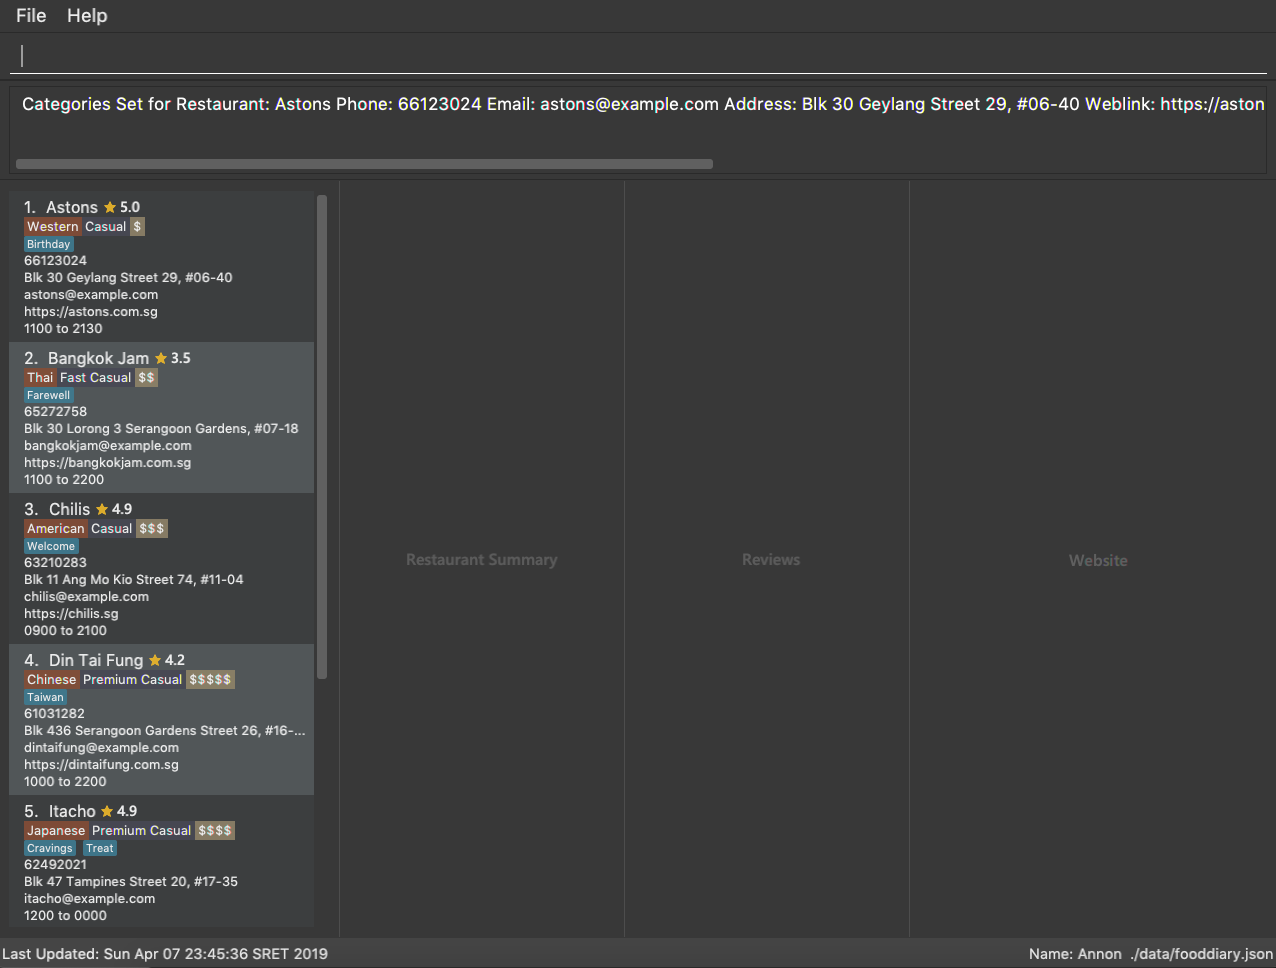 File Help
Categories Set for Restaurant: Astons Phone: 66123024 Email: astons@example.com Address: Blk 30 Geylang Street 29, #06-40 Weblink: https://aston
1. Astons ★ 5.0
Western Casual $
Birthday
66123024
Blk 30 Geylang Street 29, #06-40
astons@example.com
https://astons.com.sg
1100 to 2130
2. Bangkok Jam ★ 3.5
Thai Fast Casual $$
Farewell
65272758
Blk 30 Lorong 3 Serangoon Gardens, #07-18
bangkokjam@example.com
https://bangkokjam.com.sg
1100 to 2200
3. Chilis ★ 4.9
American Casual $$$
Welcome
63210283
Blk 11 Ang Mo Kio Street 74, #11-04
chilis@example.com
https://chilis.sg
0900 to 2100
4. Din Tai Fung ★ 4.2
Chinese Premium Casual $$$$$
Taiwan
61031282
Blk 436 Serangoon Gardens Street 26, #16-...
dintaifung@example.com
https://dintaifung.com.sg
1000 to 2200
5. Itacho ★ 4.9
Japanese Premium Casual $$$$
Cravings Treat
62492021
Blk 47 Tampines Street 20, #17-35
itacho@example.com
1200 to 0000
Restaurant Summary
Reviews
Website
Last Updated: Sun Apr 07 23:45:36 SRET 2019
Name: Annon ./data/fooddiary.json